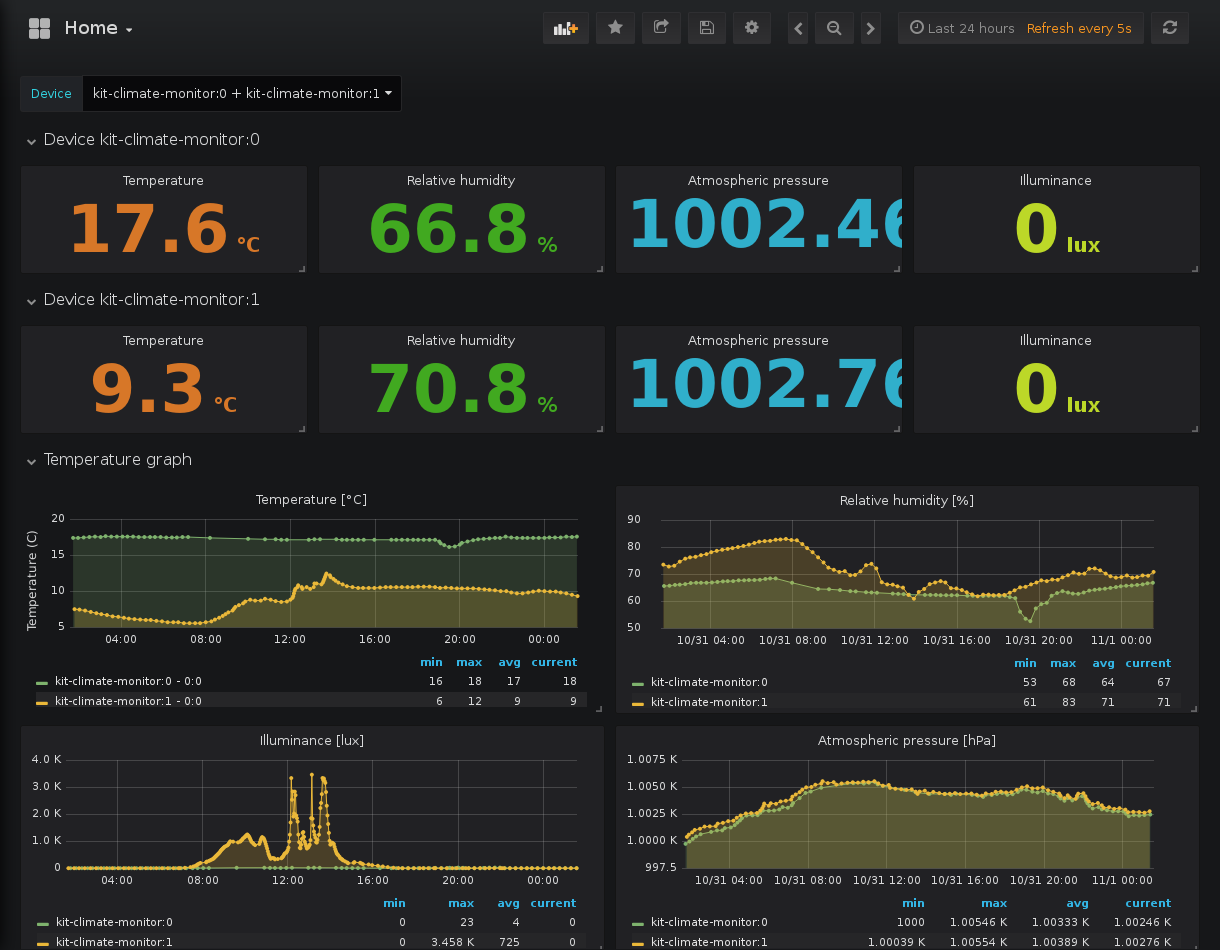 Home
Last 24 hours Refresh every 5s
Device kit-climate-monitor:0 + kit-climate-monitor:1
Device kit-climate-monitor:0
Temperature Relative humidity Atmospheric pressure Illuminance
17.6 °C 66.8 % 1002.46 0 lux
Device kit-climate-monitor:1
Temperature Relative humidity Atmospheric pressure Illuminance
9.3 °C 70.8 % 1002.76 0 lux
Temperature graph
Temperature [°C]
Temperature (C)
20
15
10
5
04:00 08:00 12:00 16:00 20:00 00:00
min max avg current
kit-climate-monitor:0 - 0:0 16 18 17 18
kit-climate-monitor:1 - 0:0 6 12 9 9
Relative humidity [%]
90
80
70
60
50
10/31 04:00 10/31 08:00 10/31 12:00 10/31 16:00 10/31 20:00 11/1 00:00
min max avg current
kit-climate-monitor:0 53 68 64 67
kit-climate-monitor:1 61 83 71 71
Illuminance [lux]
4.0 K
3.0 K
2.0 K
1.0 K
0
04:00 08:00 12:00 16:00 20:00 00:00
min max avg current
kit-climate-monitor:0 0 23 4 0
kit-climate-monitor:1 0 3.458 K 725 0
Atmospheric pressure [hPa]
1.0075 K
1.0050 K
1.0025 K
1.0000 K
997.5
10/31 04:00 10/31 08:00 10/31 12:00 10/31 16:00 10/31 20:00 11/1 00:00
min max avg current
kit-climate-monitor:0 1000 1.00546 K 1.00333 K 1.00246 K
kit-climate-monitor:1 1.00039 K 1.00554 K 1.00389 K 1.00276 K